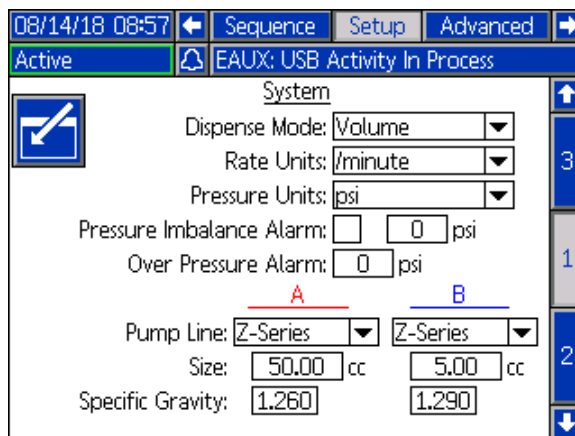 08/14/18 08:57 Sequence Setup Advanced
Active EAUX: USB Activity In Process
System
Dispense Mode: Volume
Rate Units: /minute
3
Pressure Units: psi
Pressure Imbalance Alarm: 0 psi
Over Pressure Alarm: 0 psi
1
A B
Pump Line: Z-Series Z-Series
Size: 50.00 cc 5.00 cc
2
Specific Gravity: 1.260 1.290